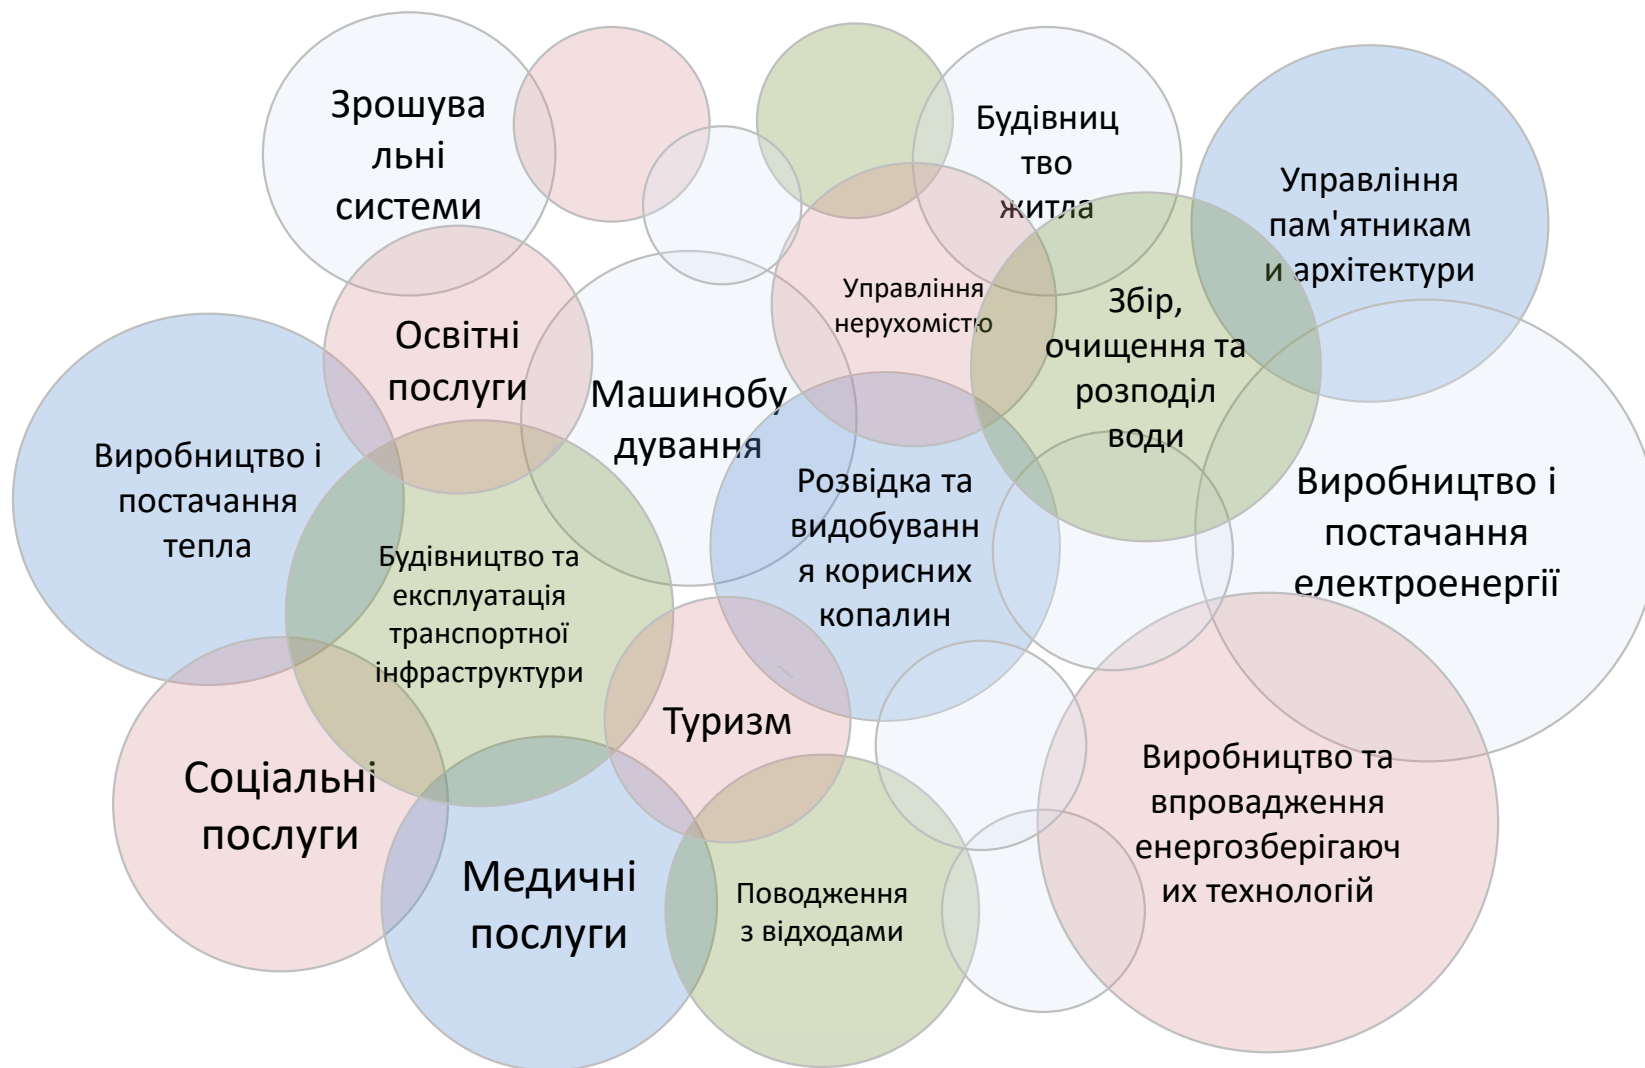 Зрошува
льні
системи
Будівниц
тво
житла
Управління
пам'ятникам
и архітектури
Управління
нерухомістю
Збір,
очищення та
розподіл
води
Освітні
послуги
Машинобу
дування
Виробництво і
постачання
тепла
Розвідка та
видобуванн
я корисних
копалин
Виробництво і
постачання
електроенергії
Будівництво та
експлуатація
транспортної
інфраструктури
Туризм
Соціальні
послуги
Виробництво та
впровадження
енергозберігаюч
их технологій
Медичні
послуги
Поводження
з відходами